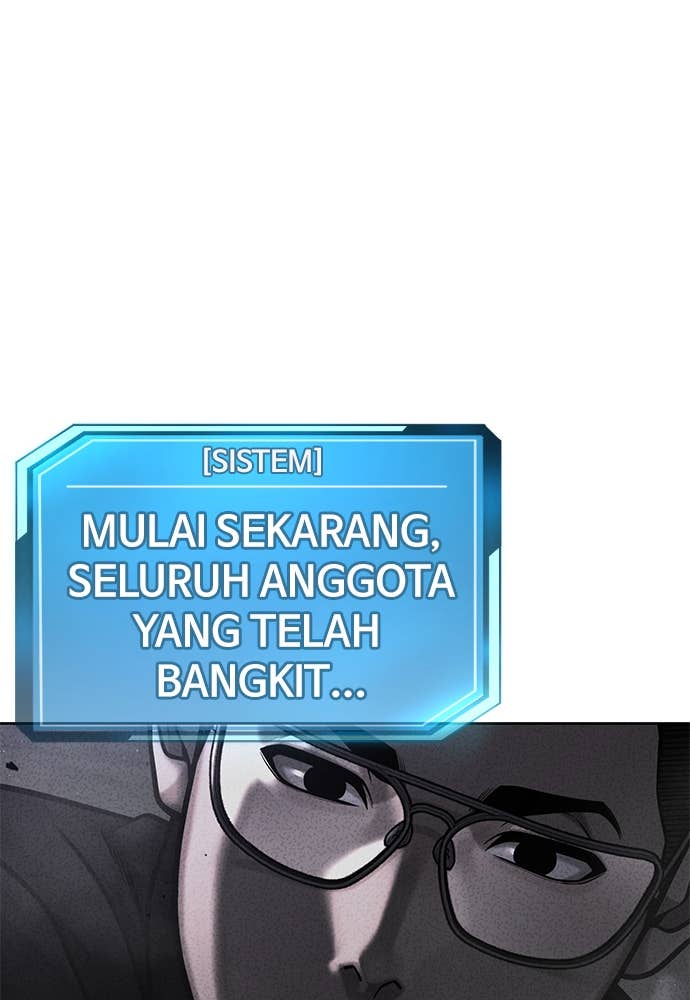 [SISTEM]
MULAI SEKARANG,
SELURUH ANGGOTA
YANG TELAH
BANGKIT...